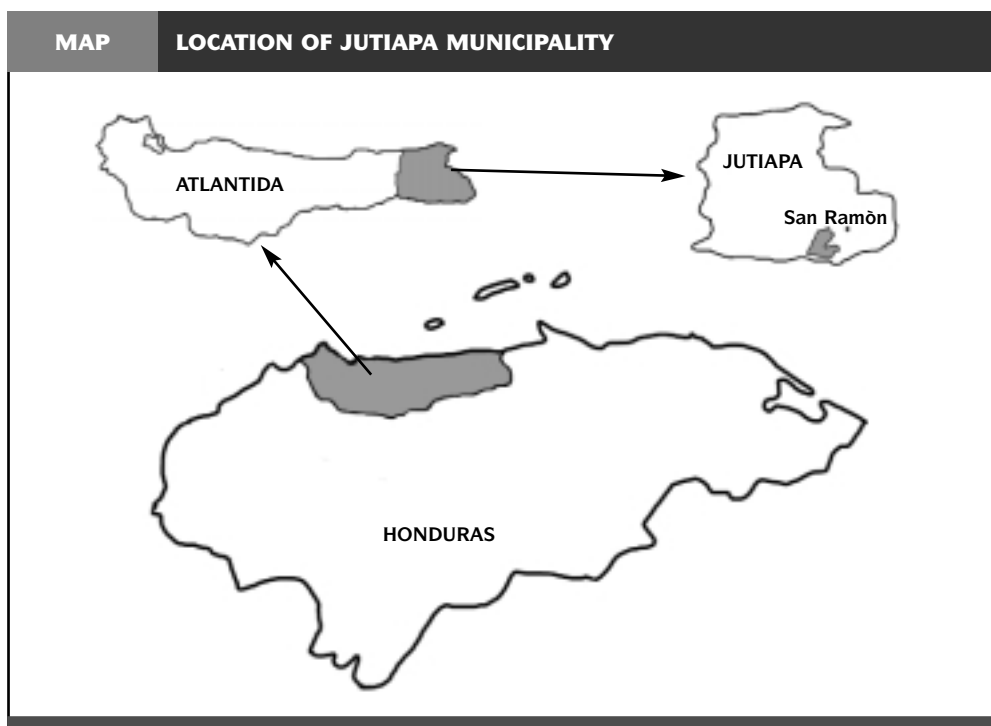 MAP
LOCATION OF JUTIAPA MUNICIPALITY
ATLANTIDA
JUTIAPA
San Ramòn
HONDURAS